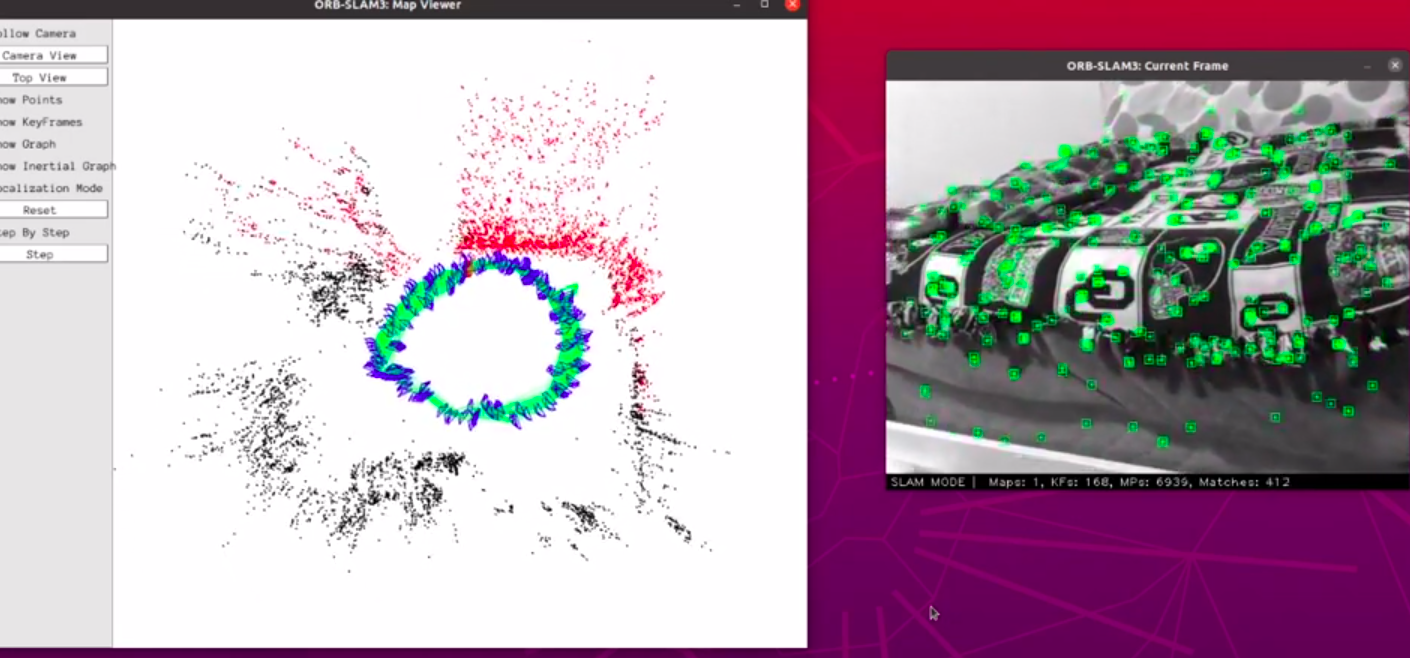 ORB-SLAM3: Map Viewer
ollow Camera
Camera View
Top View
how Points
how KeyFrames
how Graph
how Inertial Graph
ocalization Mode
Reset
tep By Step
Step
ORB-SLAM3: Current Frame
SLAM MODE | Maps: 1, KFs: 168, MPs: 6939, Matches: 412